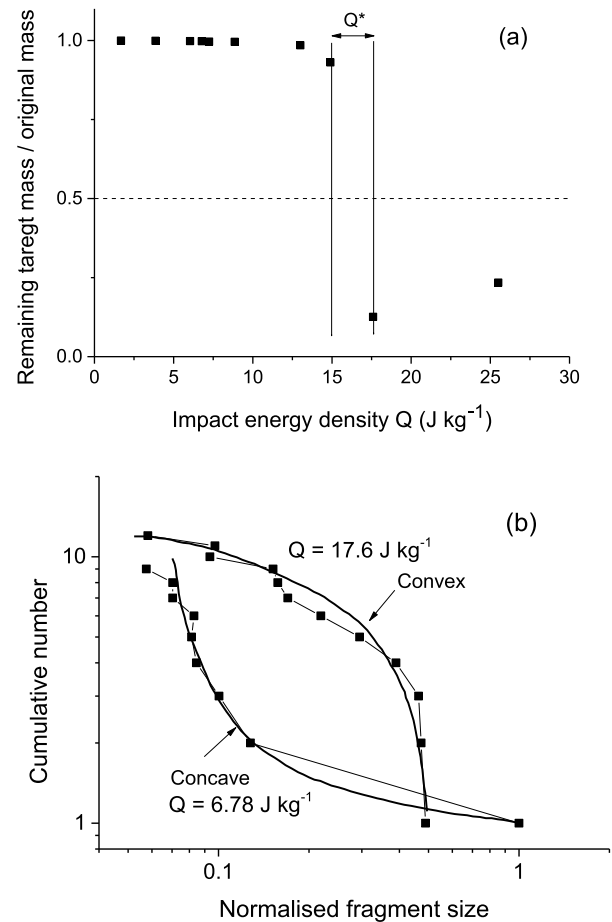 Q*
(a)
1.0
0.5
0.0
0 5 10 15 20 25 30
Remaining taregt mass / original mass
Impact energy density Q (J kg-1)
(b)
Q = 17.6 J kg-1
Convex
10
1
Cumulative number
Concave
Q = 6.78 J kg-1
0.1 1
Normalised fragment size